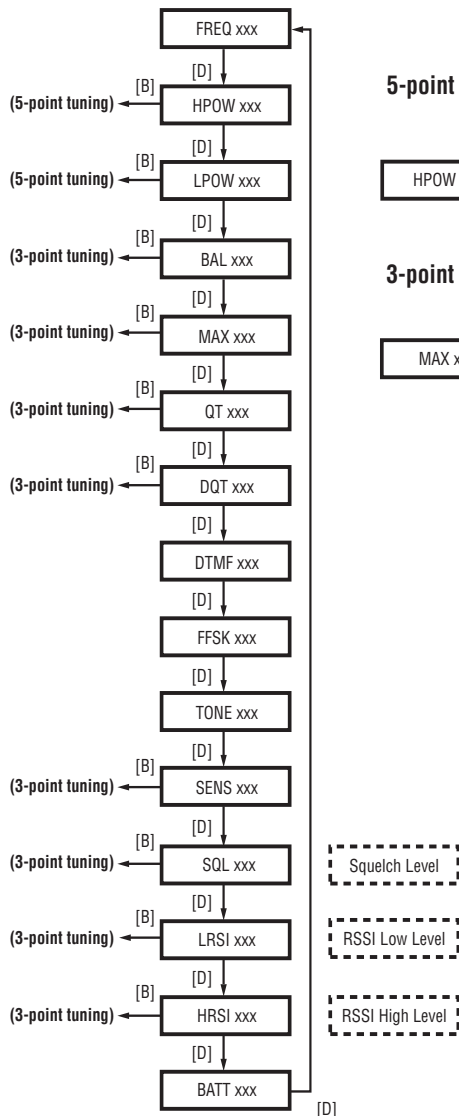 FREQ xxx
[D]
[B]
(5-point tuning)
HPOW xxx
[D]
[B]
(5-point tuning)
LPOW xxx
[D]
[B]
(3-point tuning)
BAL xxx
[D]
[B]
(3-point tuning)
MAX xxx
[D]
[B]
(3-point tuning)
QT xxx
[D]
[B]
(3-point tuning)
DQT xxx
[D]
DTMF xxx
[D]
FFSK xxx
[D]
TONE xxx
[D]
[B]
(3-point tuning)
SENS xxx
[D]
[B]
(3-point tuning)
SQL xxx
[D]
[B]
(3-point tuning)
LRSI xxx
[D]
[B]
(3-point tuning)
HRSI xxx
[D]
BATT xxx
[D]
5-point
HPOW
3-point
MAX x
Squelch Level
RSSI Low Level
RSSI High Level